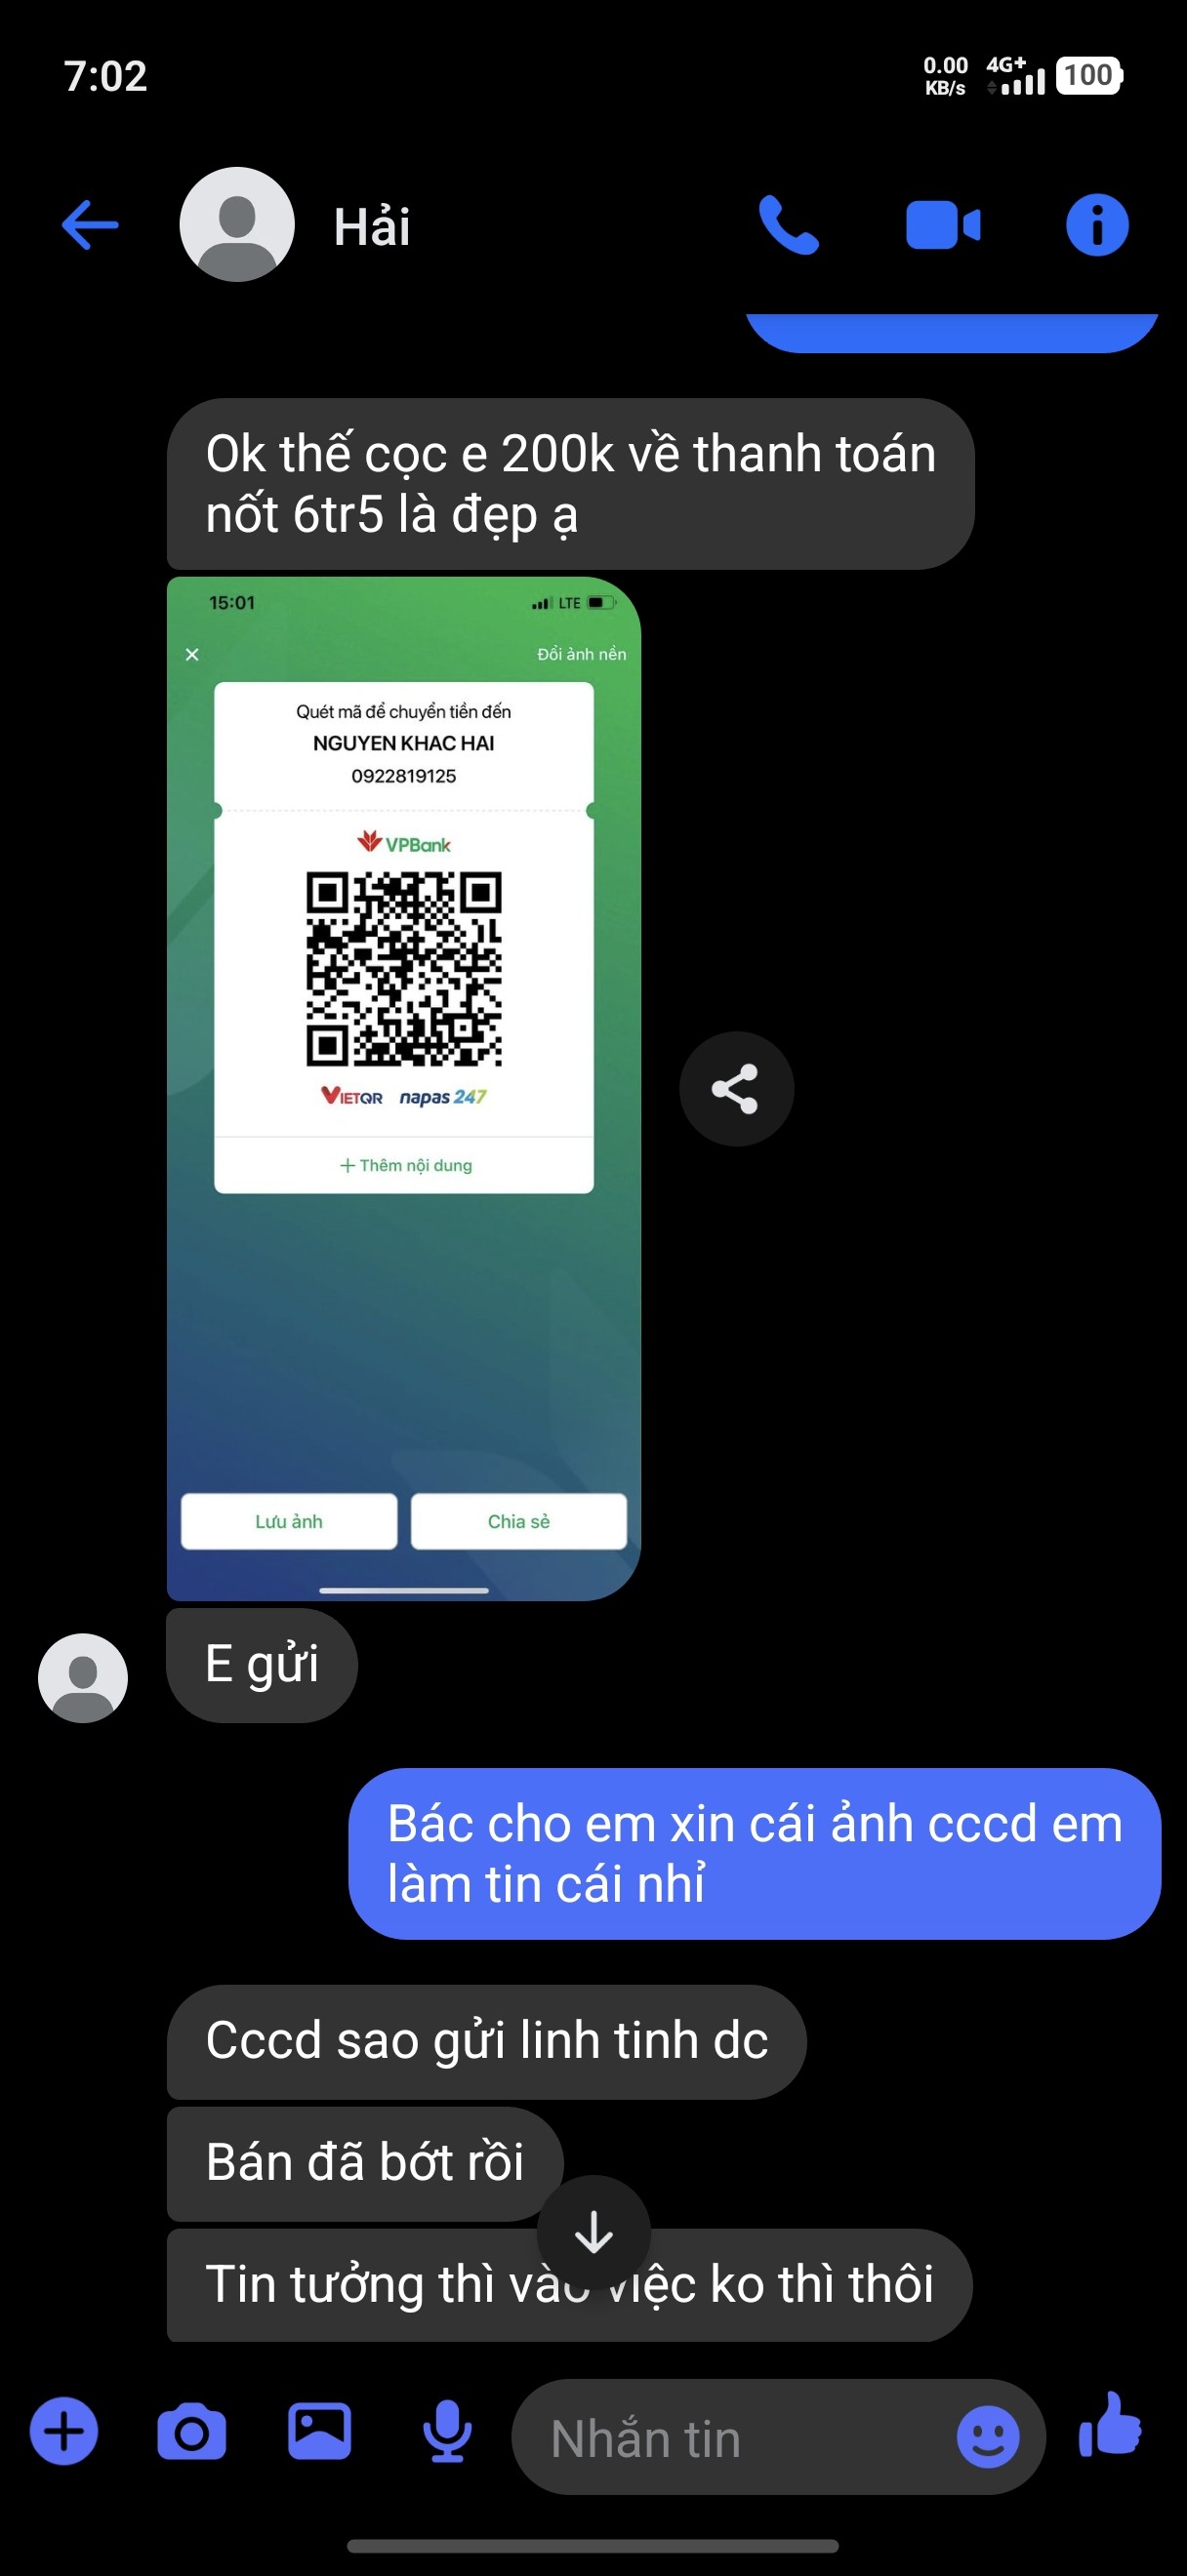 7:02
0.00
KB/s
4G+
100
Hải
Ok thế cọc e 200k về thanh toán
nốt 6tr5 là đẹp ạ
15:01
LTE
Đổi ảnh nền
Quét mã để chuyển tiền đến
NGUYEN KHAC HAI
0922819125
VPBank
VIETQR napas 247
+ Thêm nội dung
Lưu ảnh
Chia sẻ
E gửi
Bác cho em xin cái ảnh cccd em
làm tin cái nhỉ
Cccd sao gửi linh tinh dc
Bán đã bớt rồi
Tin tưởng thì vào việc ko thì thôi
Nhắn tin